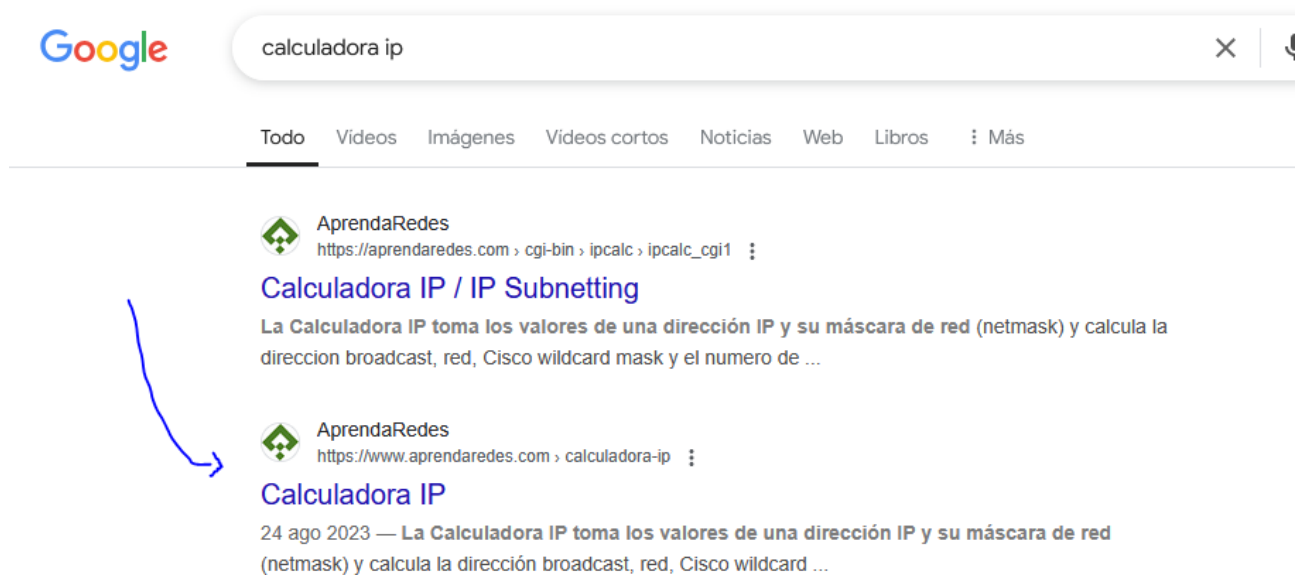 Google
calculadora ip
Todo Vídeos Imágenes Vídeos cortos Noticias Web Libros Más
AprendaRedes
https://aprendaredes.com › cgi-bin › ipcalc › ipcalc_cgi1
Calculadora IP / IP Subnetting
La Calculadora IP toma los valores de una dirección IP y su máscara de red (netmask) y calcula la
direccion broadcast, red, Cisco wildcard mask y el numero de ...
AprendaRedes
https://www.aprendaredes.com › calculadora-ip
Calculadora IP
24 ago 2023 — La Calculadora IP toma los valores de una dirección IP y su máscara de red
(netmask) y calcula la dirección broadcast, red, Cisco wildcard ...